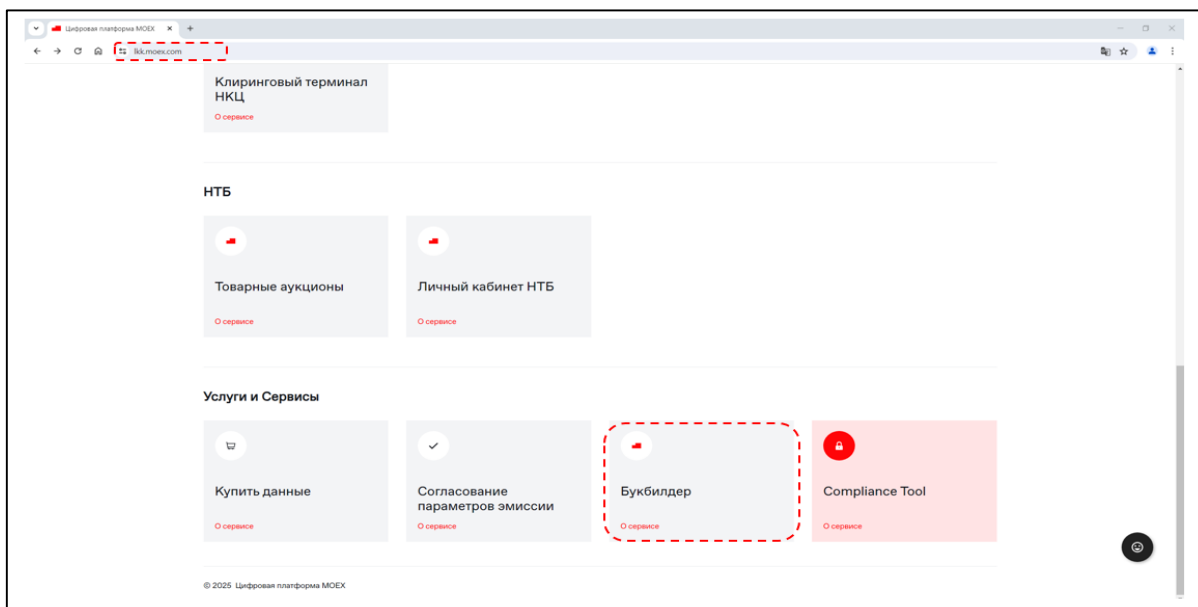 Цифровая платформа MOEX
lkk.moex.com
Клиринговый терминал
НКЦ
О сервисе
НТБ
Товарные аукционы
Личный кабинет НТБ
О сервисе
О сервисе
Услуги и Сервисы
Купить данные
Согласование
параметров эмиссии
Букбилдер
Compliance Tool
О сервисе
О сервисе
О сервисе
О сервисе
© 2025 Цифровая платформа MOEX